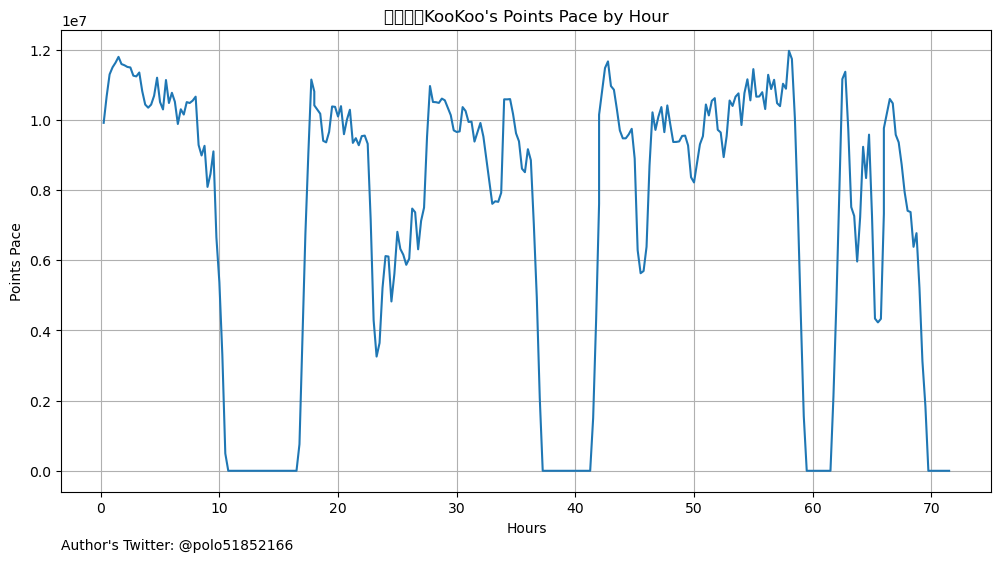 KooKoo's Points Pace by Hour
1e7
1.2
1.0
0.8
0.6
0.4
0.2
0.0
Points Pace
0 10 20 30 40 50 60 70
Hours
Author's Twitter: @polo51852166